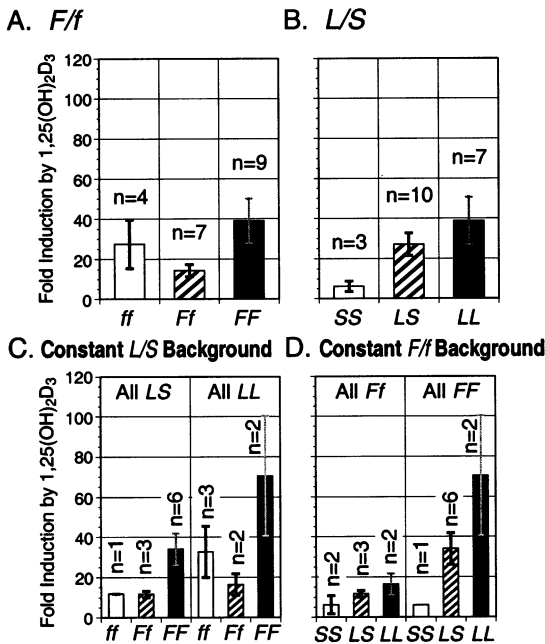 A. F/f
B. L/S
Fold Induction by 1,25(OH)2D3
120
100
80
60
40
20
0
n=4
n=7
n=9
n=3
n=10
n=7
ff Ff FF
SS LS LL
C. Constant L/S Background
D. Constant F/f Background
Fold Induction by 1,25(OH)2D3
120
100
80
60
40
20
0
All LS
All LL
All Ff
All FF
n=1
n=3
n=6
n=3
n=2
n=2
n=2
n=3
n=2
n=1
n=6
n=2
ff Ff FF ff Ff FF
SS LS LL SS LS LL